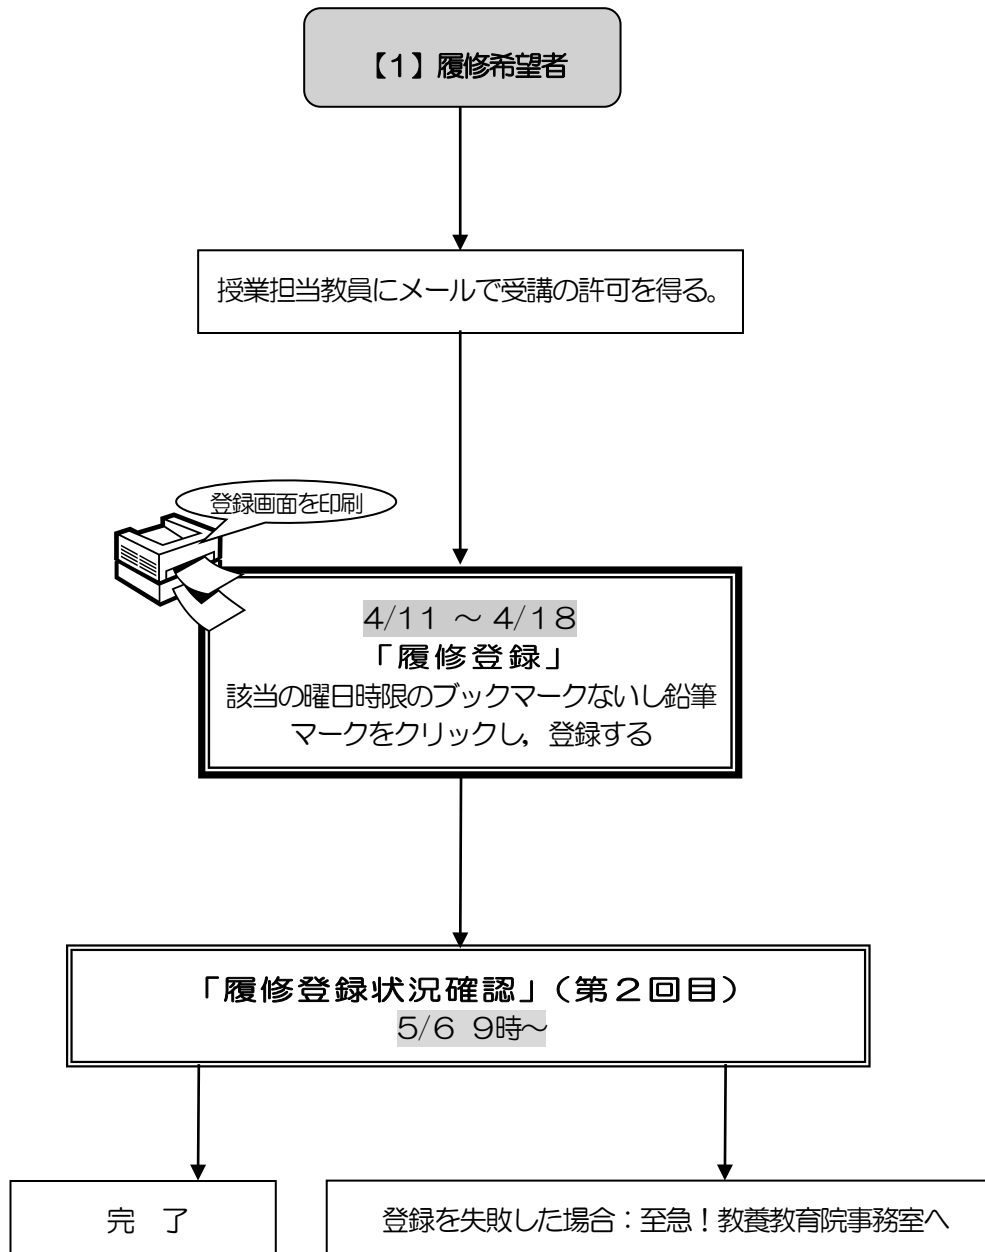 【１】履修希望者
授業担当教員にメールで受講の許可を得る。
登録画面を印刷
4/11 ～ 4/18
「履修登録」
該当の曜日時限のブックマークないし鉛筆
マークをクリックし，登録する
「履修登録状況確認」（第２回目）
5/6 9時～
完　了
登録を失敗した場合：至急！教養教育院事務室へ